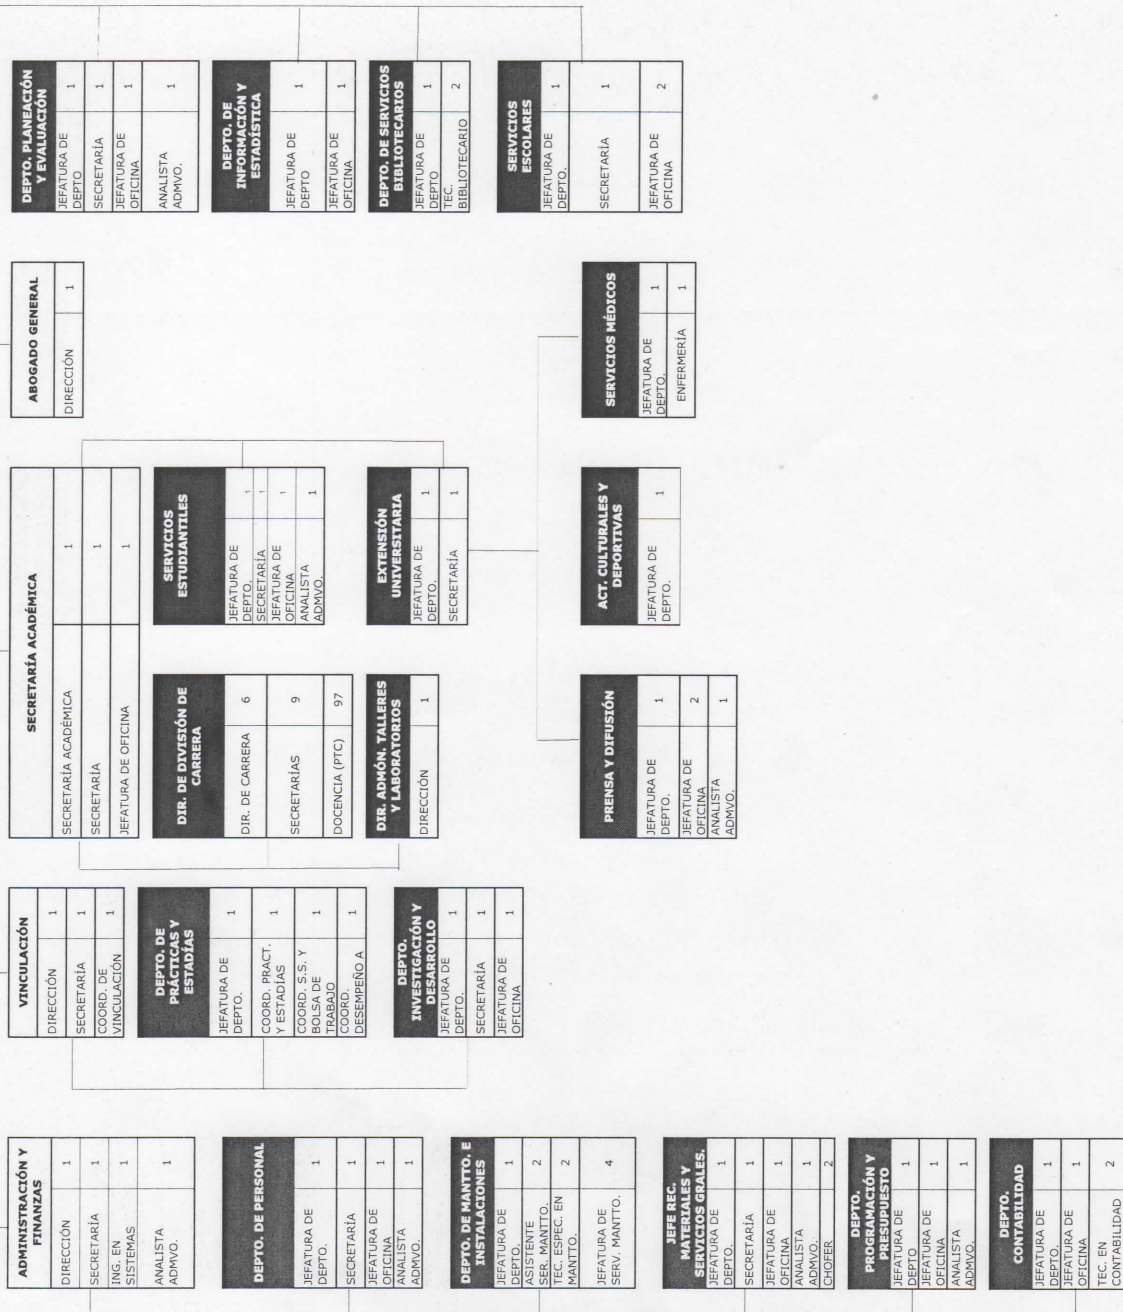 ADMINISTRACIÓN Y
FINANZAS
DIRECCIÓN 1
SECRETARÍA 1
ING. EN
SISTEMAS 1
ANALISTA
ADMVO. 1
DEPTO. DE PERSONAL
JEFATURA DE
DEPTO. 1
SECRETARÍA 1
JEFATURA DE
OFICINA 1
ANALISTA
ADMVO. 1
DEPTO. DE MANTTO. E
INSTALACIONES
JEFATURA DE
DEPTO. 1
ASISTENTE
SER. MANTTO. 2
TEC. ESPEC. EN
MANTTO. 2
JEFATURA DE
SERV. MANTTO. 4
JEFE REC.
MATERIALES Y
SERVICIOS GRALES.
JEFATURA DE
DEPTO. 1
SECRETARÍA 1
JEFATURA DE
OFICINA 1
ANALISTA
ADMVO. 1
CHOFER 2
DEPTO.
PROGRAMACIÓN Y
PRESUPUESTO
JEFATURA DE
DEPTO 1
JEFATURA DE
OFICINA 1
ANALISTA
ADMVO. 1
DEPTO.
CONTABILIDAD
JEFATURA DE
DEPTO. 1
JEFATURA DE
OFICINA 1
TEC. EN
CONTABILIDAD 2
VINCULACIÓN
DIRECCIÓN 1
SECRETARÍA 1
COORD. DE
VINCULACIÓN 1
DEPTO. DE
PRÁCTICAS Y
ESTADÍAS
JEFATURA DE
DEPTO. 1
COORD. PRACT.
Y ESTADÍAS 1
COORD. S.S. Y
BOLSA DE
TRABAJO 1
COORD.
DESEMPEÑO A 1
DEPTO.
INVESTIGACIÓN Y
DESARROLLO
JEFATURA DE
DEPTO. 1
SECRETARÍA 1
JEFATURA DE
OFICINA 1
SECRETARÍA ACADÉMICA
SECRETARÍA ACADÉMICA 1
SECRETARÍA 1
JEFATURA DE OFICINA 1
DIR. DE DIVISIÓN DE
CARRERA
DIR. DE CARRERA 6
SECRETARÍAS 9
DOCENCIA (PTC) 97
DIR. ADMÓN. TALLERES
Y LABORATORIOS
DIRECCIÓN 1
SERVICIOS
ESTUDIANTILES
JEFATURA DE
DEPTO. 1
SECRETARÍA 1
JEFATURA DE
OFICINA 1
ANALISTA
ADMVO. 1
EXTENSIÓN
UNIVERSITARIA
JEFATURA DE
DEPTO. 1
SECRETARÍA 1
PRENSA Y DIFUSIÓN
JEFATURA DE
DEPTO. 1
JEFATURA DE
OFICINA 2
ANALISTA
ADMVO. 1
ACT. CULTURALES Y
DEPORTIVAS
JEFATURA DE
DEPTO. 1
SERVICIOS MÉDICOS
JEFATURA DE
DEPTO. 1
ENFERMERÍA 1
ABOGADO GENERAL
DIRECCIÓN 1
DEPTO. PLANEACIÓN
Y EVALUACIÓN
JEFATURA DE
DEPTO 1
SECRETARÍA 1
JEFATURA DE
OFICINA 1
ANALISTA
ADMVO. 1
DEPTO. DE
INFORMACIÓN Y
ESTADÍSTICA
JEFATURA DE
DEPTO 1
JEFATURA DE
OFICINA 1
DEPTO. DE SERVICIOS
BIBLIOTECARIOS
JEFATURA DE
DEPTO 1
TEC.
BIBLIOTECARIO 2
SERVICIOS
ESCOLARES
JEFATURA DE
DEPTO. 1
SECRETARÍA 1
JEFATURA DE
OFICINA 2